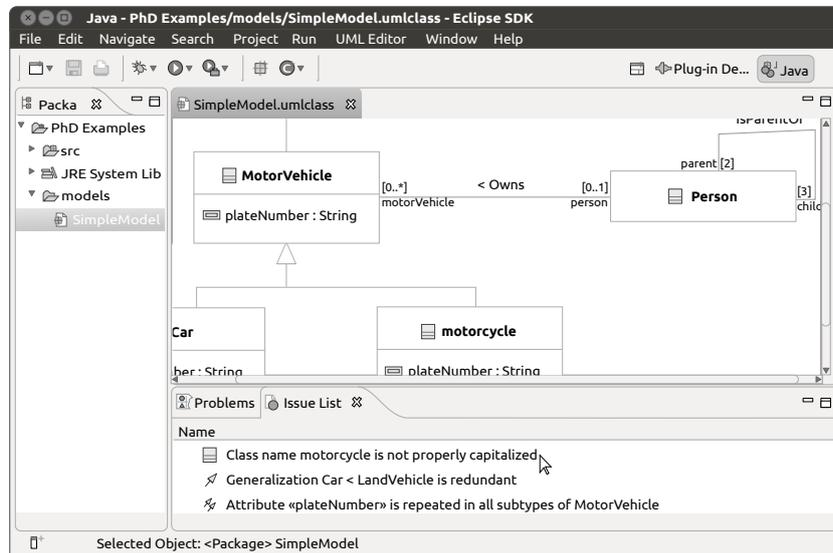 Java - PhD Examples/models/SimpleModel.umlclass - Eclipse SDK
File Edit Navigate Search Project Run UML Editor Window Help
Plug-in De... Java
Packa
SimpleModel.umlclass
PhD Examples
src
JRE System Lib
models
SimpleModel
isParentOf
parent [2]
MotorVehicle
plateNumber : String
[0..*] < Owns [0..1]
motorVehicle person
Person
[3]
chilc
Car
ber : String
motorcycle
plateNumber : String
Problems Issue List
Name
Class name motorcycle is not properly capitalized
Generalization Car < LandVehicle is redundant
Attribute «plateNumber» is repeated in all subtypes of MotorVehicle
Selected Object: <Package> SimpleModel